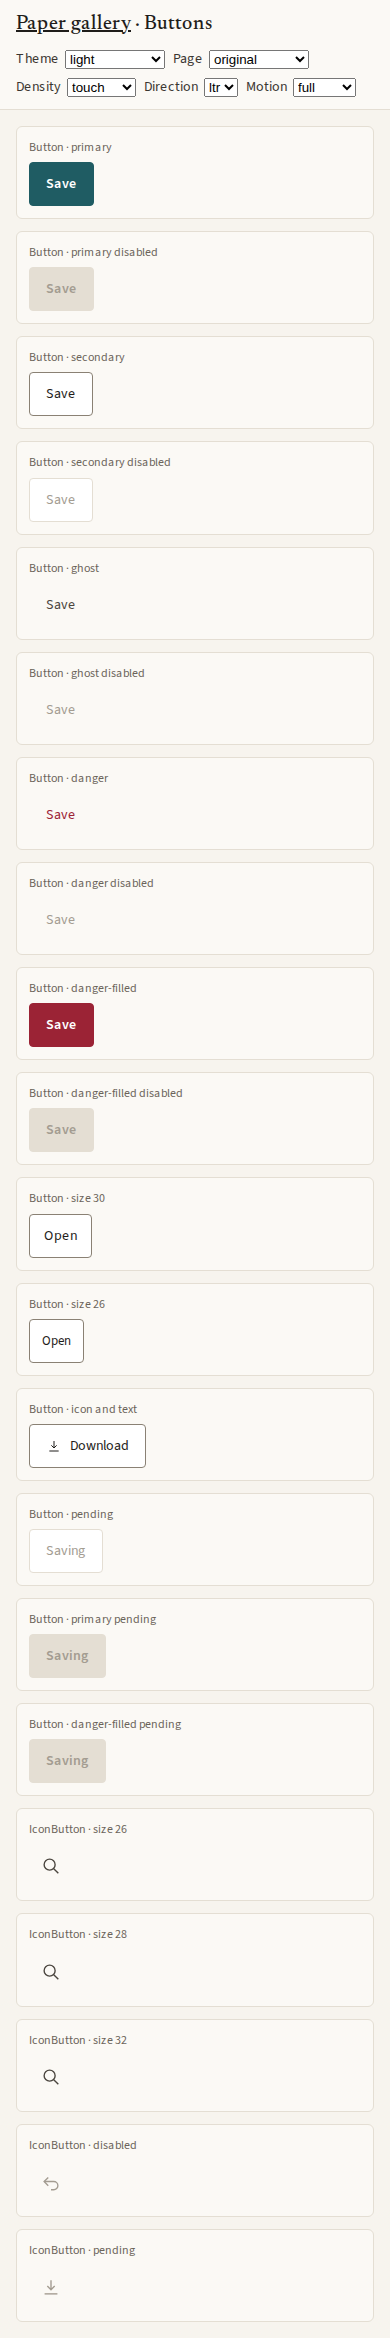 Paper gallery · Buttons
Theme light Page original
Density touch Direction ltr Motion full
Button · primary
Save
Button · primary disabled
Save
Button · secondary
Save
Button · secondary disabled
Save
Button · ghost
Save
Button · ghost disabled
Save
Button · danger
Save
Button · danger disabled
Save
Button · danger-filled
Save
Button · danger-filled disabled
Save
Button · size 30
Open
Button · size 26
Open
Button · icon and text
Download
Button · pending
Saving
Button · primary pending
Saving
Button · danger-filled pending
Saving
IconButton · size 26
IconButton · size 28
IconButton · size 32
IconButton · disabled
IconButton · pending